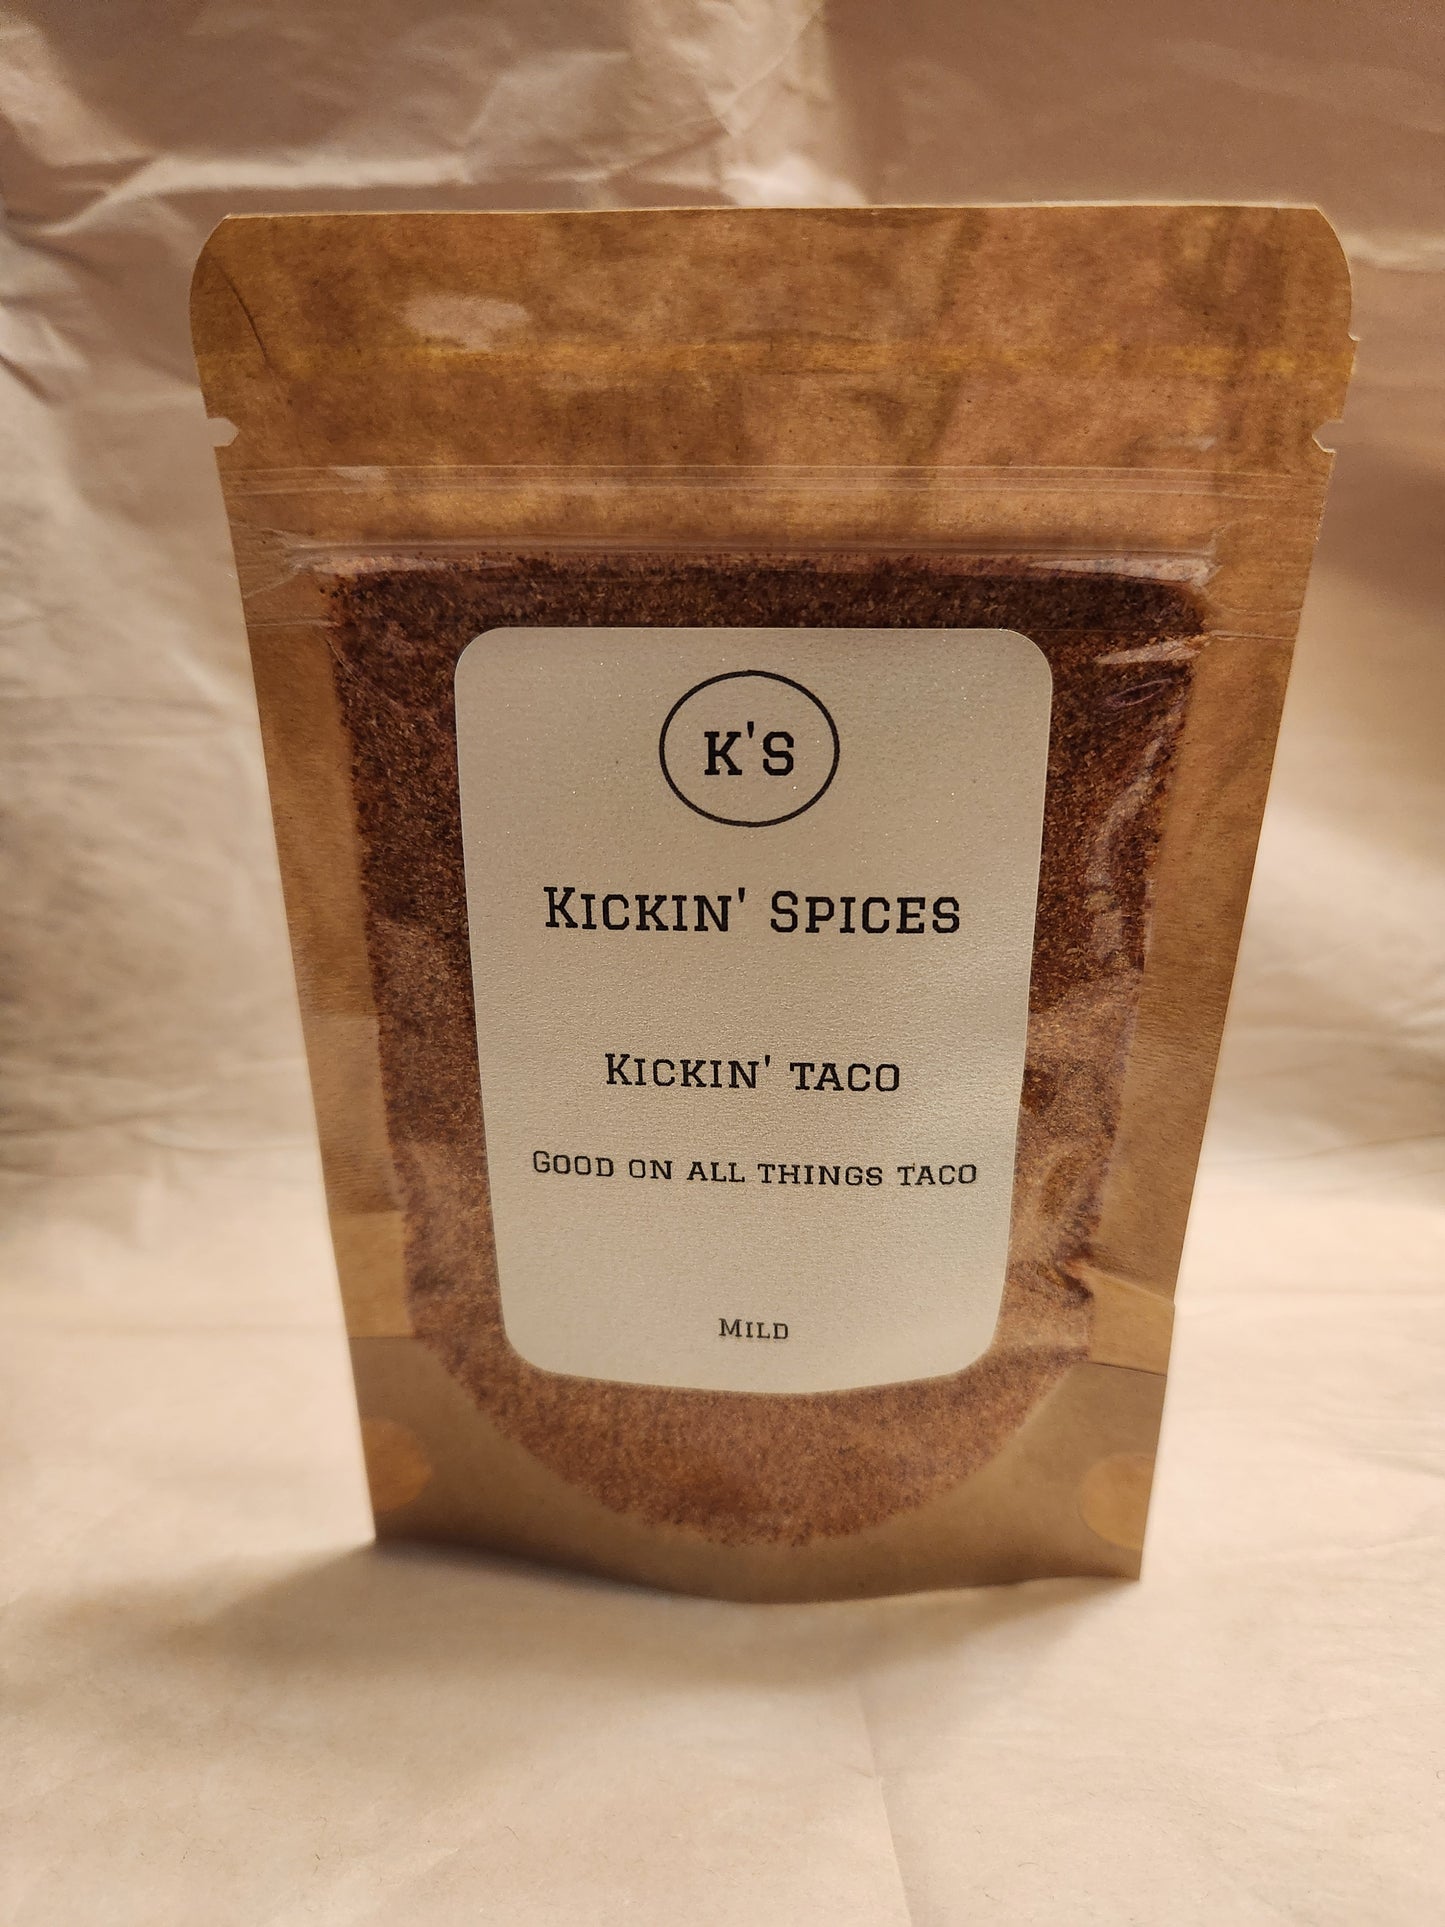 K'S
Kickin' Spices
Kickin' taco
Good on all things taco
Mild